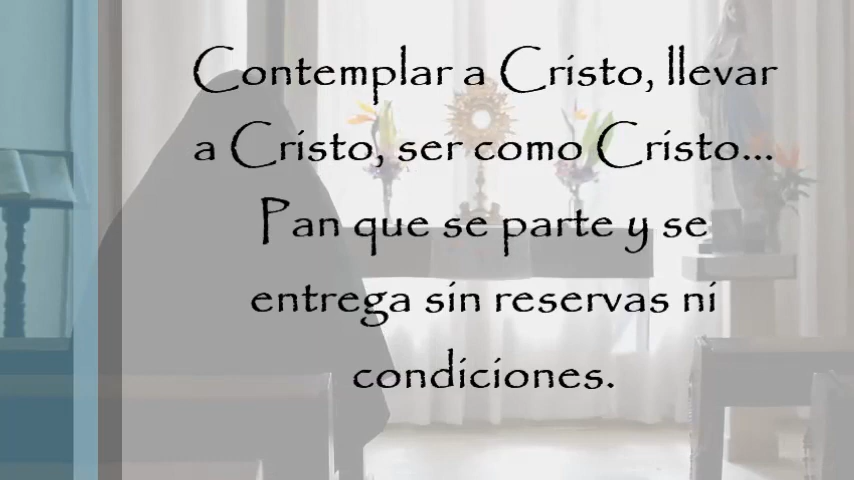 Contemplar a Cristo, llevar
a Cristo, ser como Cristo...
Pan que se parte y se
entrega sin reservas ni
condiciones.